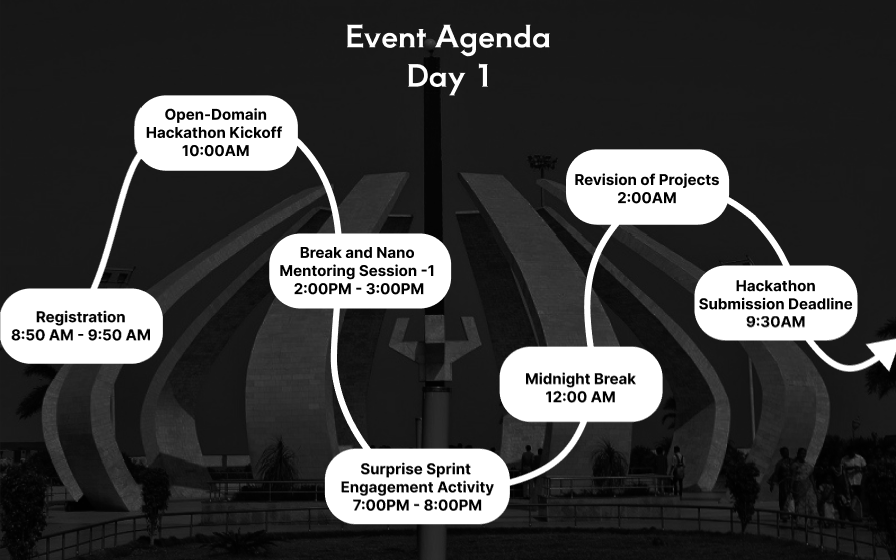 Event Agenda
Day 1
Registration
8:50 AM - 9:50 AM
Open-Domain
Hackathon Kickoff
10:00AM
Break and Nano
Mentoring Session -1
2:00PM - 3:00PM
Surprise Sprint
Engagement Activity
7:00PM - 8:00PM
Midnight Break
12:00 AM
Revision of Projects
2:00AM
Hackathon
Submission Deadline
9:30AM